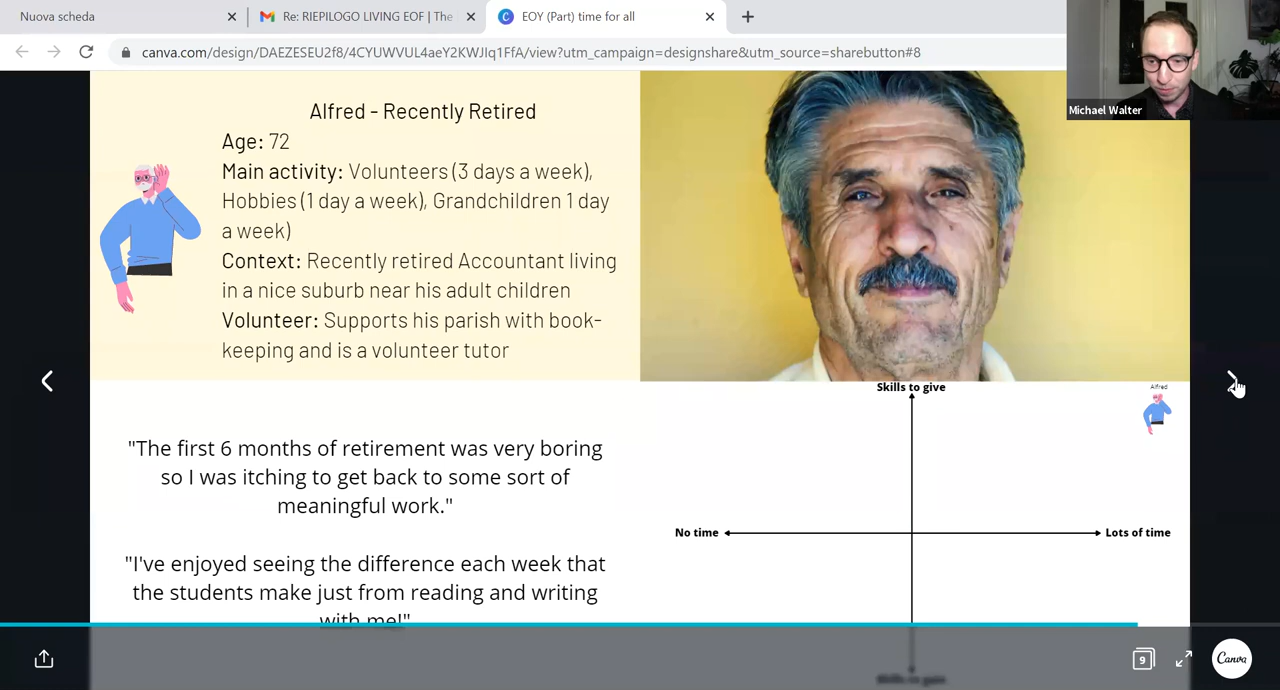 Nuova scheda
Re: RIEPILOGO LIVING EOF | The
EOY (Part) time for all
canva.com/design/DAEZESEU2f8/4CYUWVUL4aeY2KWJIq1FfA/view?utm_campaign=designshare&utm_source=sharebutton#8
Michael Walter
Alfred - Recently Retired
Age: 72
Main activity: Volunteers (3 days a week),
Hobbies (1 day a week), Grandchildren 1 day
a week)
Context: Recently retired Accountant living
in a nice suburb near his adult children
Volunteer: Supports his parish with book-
keeping and is a volunteer tutor
"The first 6 months of retirement was very boring
so I was itching to get back to some sort of
meaningful work."
"I've enjoyed seeing the difference each week that
the students make just from reading and writing
with me!"
Skills to give
Alfred
No time
Lots of time
Skills to gain
9
Canva